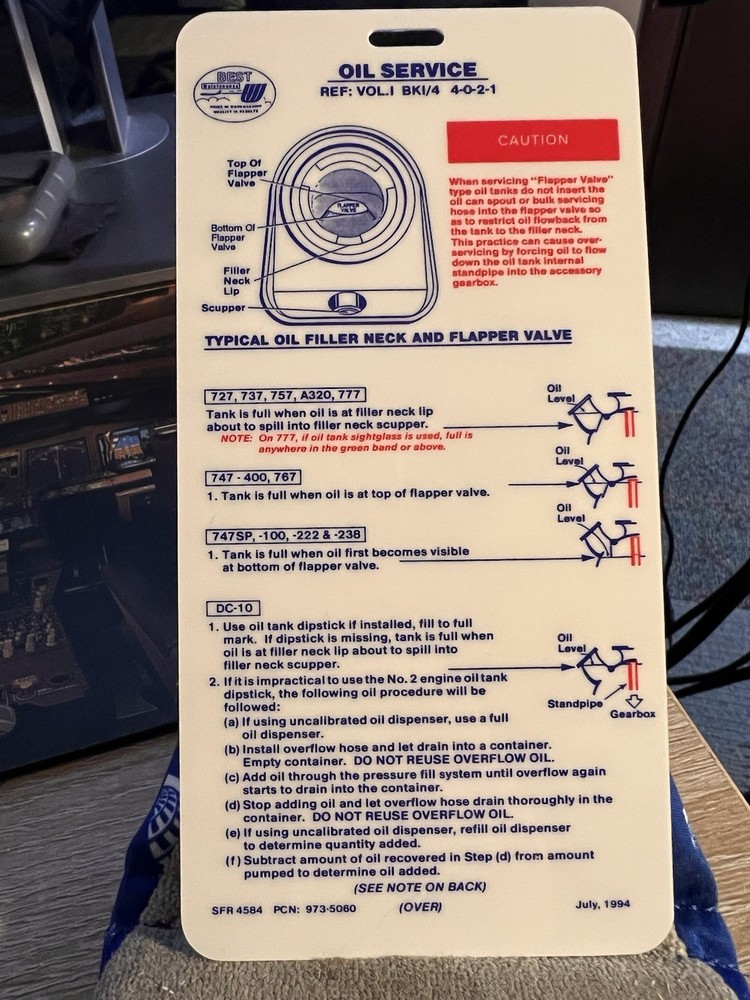 BEST
Maintenance
PRIDE IN WORKMANSHIP
QUALITY IN RESULTS
OIL SERVICE
REF: VOL.I BKI/4 4-0-2-1
CAUTION
When servicing "Flapper Valve"
type oil tanks do not insert the
oil can spout or bulk servicing
hose into the flapper valve so
as to restrict oil flowback from
the tank to the filler neck.
This practice can cause over-
servicing by forcing oil to flow
down the oil tank internal
standpipe into the accessory
gearbox.
Top Of
Flapper
Valve
FLAPPER
VALVE
Bottom Of
Flapper
Valve
Filler
Neck
Lip
Scupper
TYPICAL OIL FILLER NECK AND FLAPPER VALVE
727, 737, 757, A320, 777
Tank is full when oil is at filler neck lip
about to spill into filler neck scupper.
NOTE: On 777, if oil tank sightglass is used, full is
anywhere in the green band or above.
Oil
Level
747 - 400, 767
1. Tank is full when oil is at top of flapper valve.
Oil
Level
747SP, -100, -222 & -238
1. Tank is full when oil first becomes visible
at bottom of flapper valve.
Oil
Level
DC-10
1. Use oil tank dipstick if installed, fill to full
mark. If dipstick is missing, tank is full when
oil is at filler neck lip about to spill into
filler neck scupper.
2. If it is impractical to use the No. 2 engine oil tank
dipstick, the following oil procedure will be
followed:
Oil
Level
Standpipe
Gearbox
(a) If using uncalibrated oil dispenser, use a full
oil dispenser.
(b) Install overflow hose and let drain into a container.
Empty container. DO NOT REUSE OVERFLOW OIL.
(c) Add oil through the pressure fill system until overflow again
starts to drain into the container.
(d) Stop adding oil and let overflow hose drain thoroughly in the
container. DO NOT REUSE OVERFLOW OIL.
(e) If using uncalibrated oil dispenser, refill oil dispenser
to determine quantity added.
(f) Subtract amount of oil recovered in Step (d) from amount
pumped to determine oil added.
(SEE NOTE ON BACK)
SFR 4584 PCN: 973-5060 (OVER) July, 1994